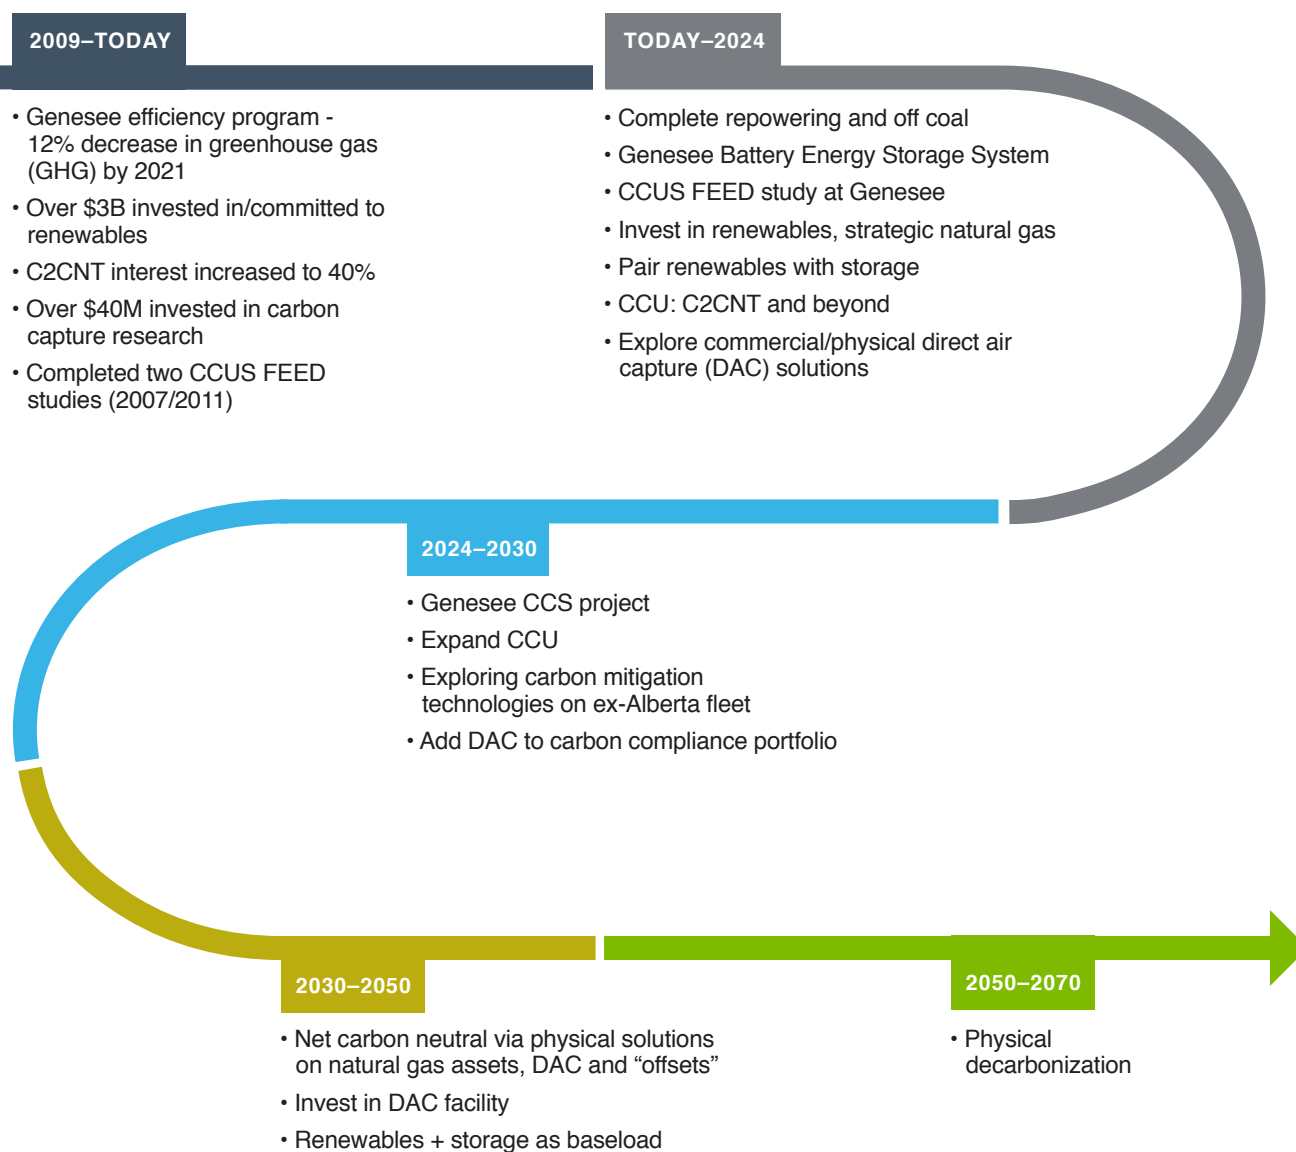 2009–TODAY
• Genesee efficiency program -
12% decrease in greenhouse gas
(GHG) by 2021
• Over $3B invested in/committed to
renewables
• C2CNT interest increased to 40%
• Over $40M invested in carbon
capture research
• Completed two CCUS FEED
studies (2007/2011)
TODAY–2024
• Complete repowering and off coal
• Genesee Battery Energy Storage System
• CCUS FEED study at Genesee
• Invest in renewables, strategic natural gas
• Pair renewables with storage
• CCU: C2CNT and beyond
• Explore commercial/physical direct air
capture (DAC) solutions
2024–2030
• Genesee CCS project
• Expand CCU
• Exploring carbon mitigation
technologies on ex-Alberta fleet
• Add DAC to carbon compliance portfolio
2030–2050
• Net carbon neutral via physical solutions
on natural gas assets, DAC and “offsets”
• Invest in DAC facility
• Renewables + storage as baseload
2050–2070
• Physical
decarbonization